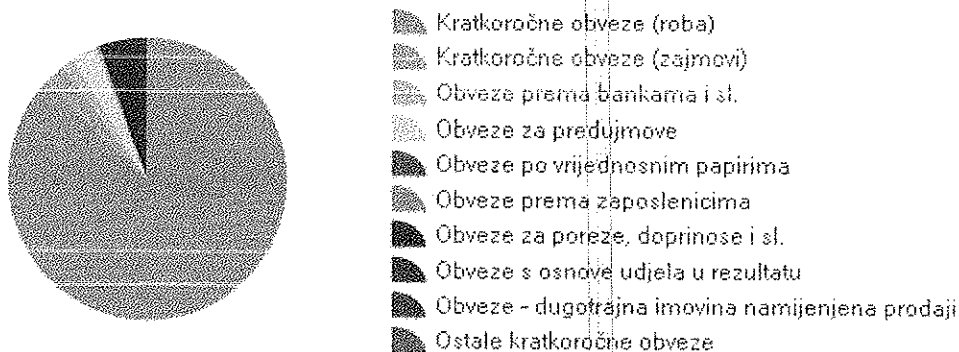 Kratkoročne obveze (roba)
Kratkoročne obveze (zajmovi)
Obveze prema bankama i sl.
Obveze za predujmove
Obveze po vrijednosnim papirima
Obveze prema zaposlenicima
Obveze za poreze, doprinose i sl.
Obveze s osnove udjela u rezultatu
Obveze - dugotrajna imovina namijenjena prodaji
Ostale kratkoročne obveze